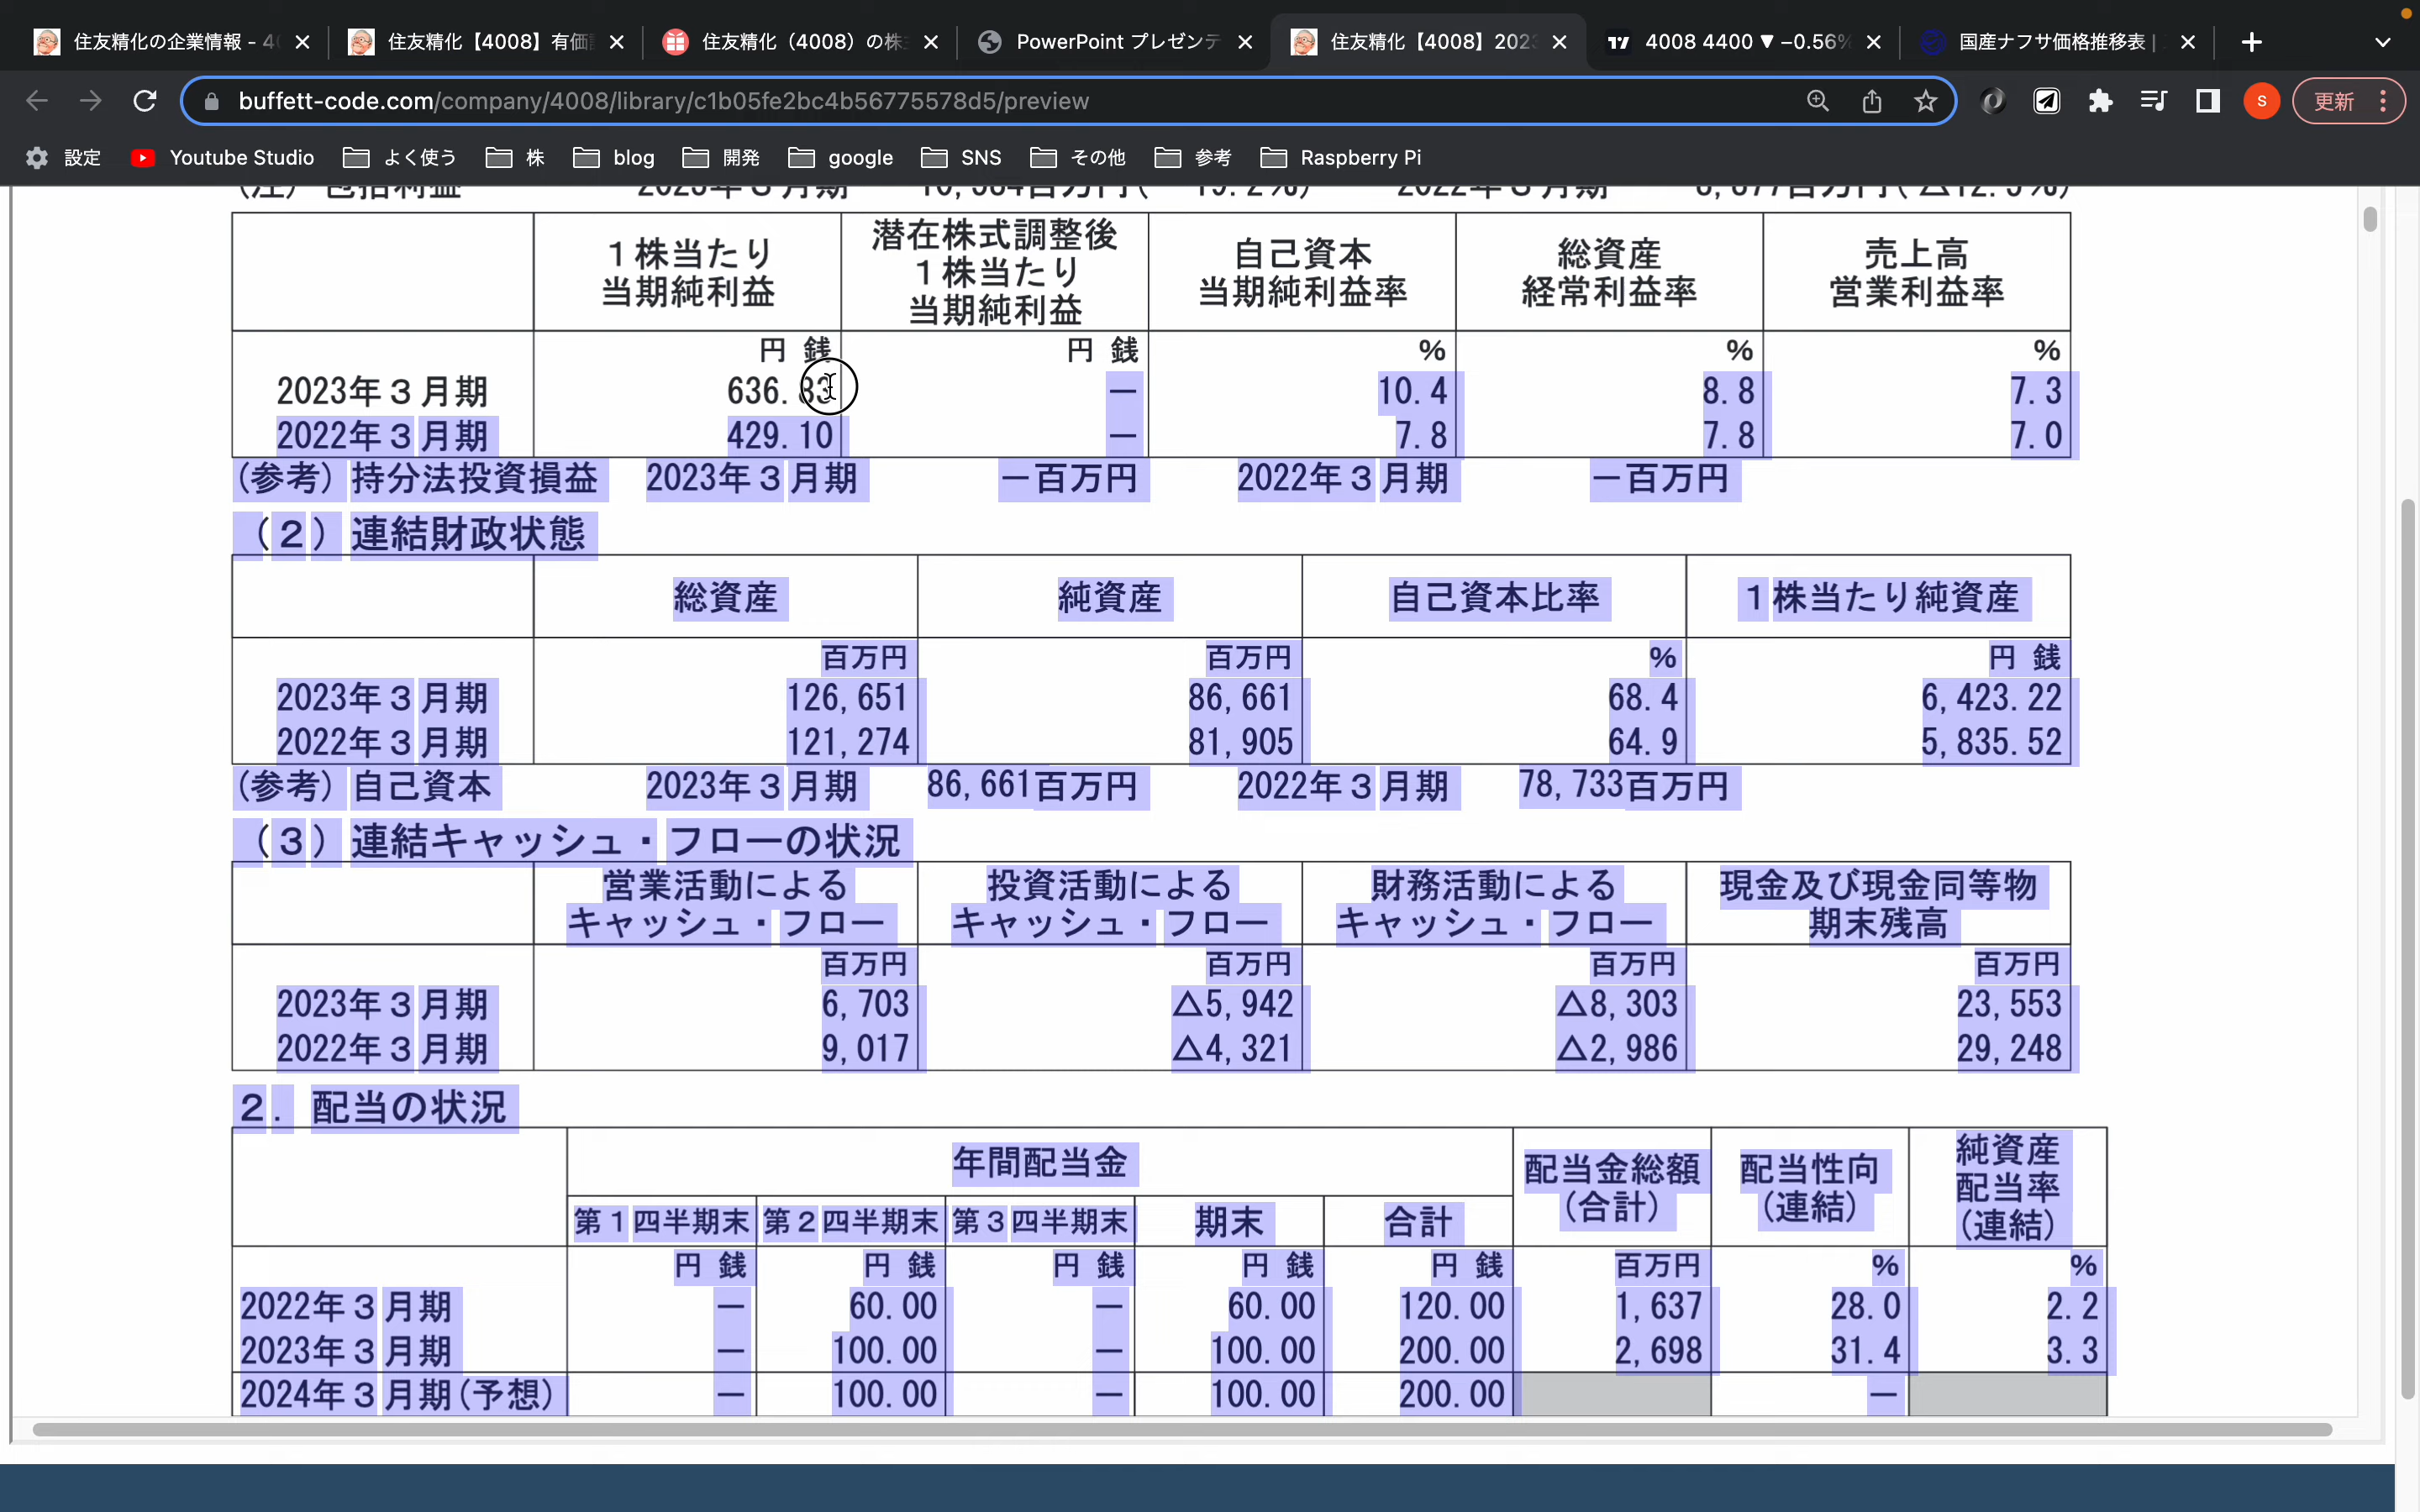 住友精化の企業情報 - 4
住友精化【4008】有価
住友精化（4008）の株
PowerPoint プレゼンテ
住友精化【4008】202
4008 4400 ▼ −0.56%
国産ナフサ価格推移表 |
buffett-code.com/company/4008/library/c1b05fe2bc4b56775578d5/preview
S
更新
設定 Youtube Studio よく使う 株 blog 開発 google SNS その他 参考 Raspberry Pi
１株当たり当期純利益
潜在株式調整後１株当たり当期純利益
自己資本当期純利益率
総資産経常利益率
売上高営業利益率
円 銭 円 銭 % % %
2023年３月期 636. － 10.4 8.8 7.3
2022年３月期 429.10 － 7.8 7.8 7.0
(参考) 持分法投資損益 2023年３月期 －百万円 2022年３月期 －百万円
（２）連結財政状態
総資産 純資産 自己資本比率 １株当たり純資産
百万円 百万円 % 円 銭
2023年３月期 126,651 86,661 68.4 6,423.22
2022年３月期 121,274 81,905 64.9 5,835.52
(参考) 自己資本 2023年３月期 86,661百万円 2022年３月期 78,733百万円
（３）連結キャッシュ・フローの状況
営業活動によるキャッシュ・フロー
投資活動によるキャッシュ・フロー
財務活動によるキャッシュ・フロー
現金及び現金同等物期末残高
百万円 百万円 百万円 百万円
2023年３月期 6,703 △5,942 △8,303 23,553
2022年３月期 9,017 △4,321 △2,986 29,248
２．配当の状況
年間配当金
配当金総額（合計）
配当性向（連結）
純資産配当率（連結）
第１四半期末 第２四半期末 第３四半期末 期末 合計
円 銭 円 銭 円 銭 円 銭 円 銭 百万円 % %
2022年３月期 － 60.00 － 60.00 120.00 1,637 28.0 2.2
2023年３月期 － 100.00 － 100.00 200.00 2,698 31.4 3.3
2024年３月期(予想) － 100.00 － 100.00 200.00 －